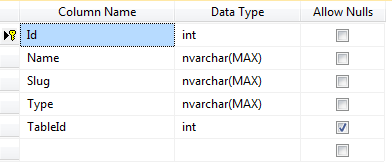 Column Name Data Type Allow Nulls
Id int
Name nvarchar(MAX)
Slug nvarchar(MAX)
Type nvarchar(MAX)
TableId int